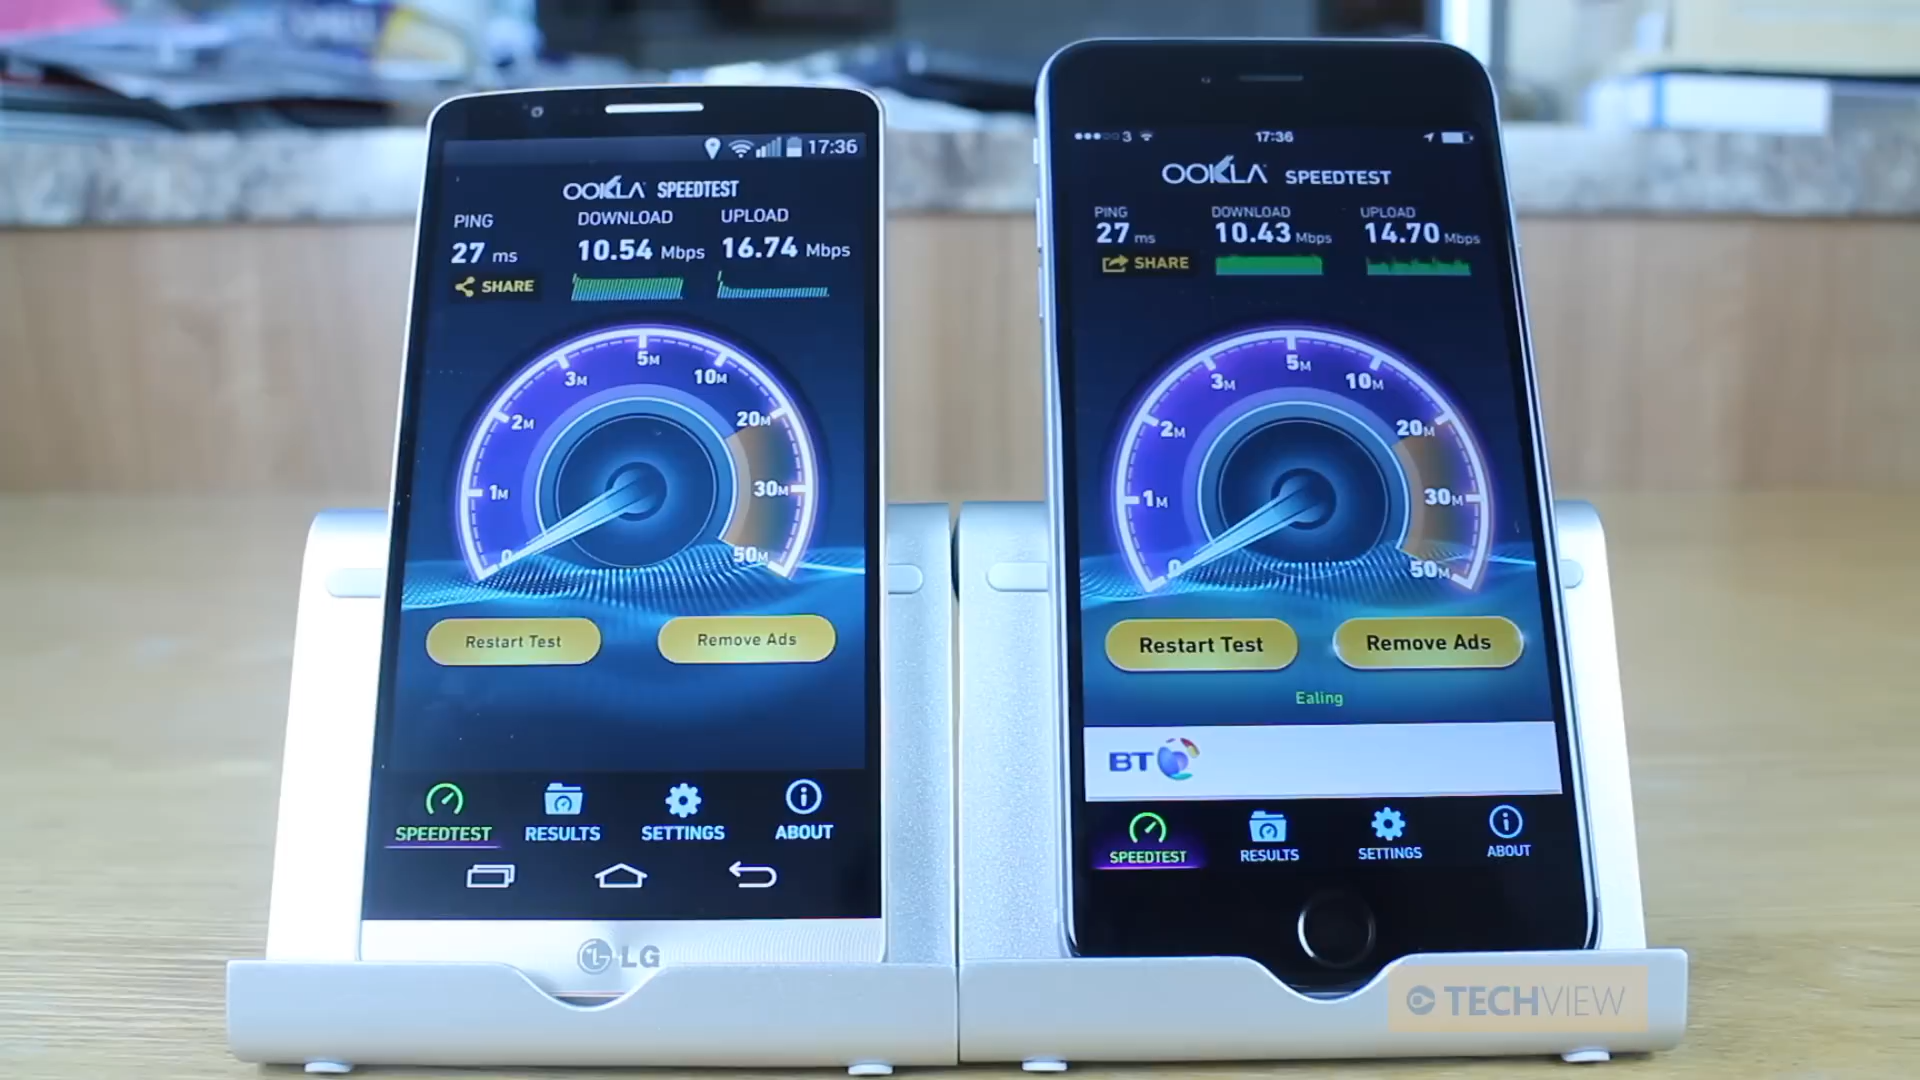 17:36
OOKLA SPEEDTEST
PING DOWNLOAD UPLOAD
27 ms 10.54 Mbps 16.74 Mbps
SHARE
0 1M 2M 3M 5M 10M 20M 30M 50M
Restart Test Remove Ads
SPEEDTEST RESULTS SETTINGS ABOUT
LG
3 17:36
OOKLA SPEEDTEST
PING DOWNLOAD UPLOAD
27 ms 10.43 Mbps 14.70 Mbps
SHARE
0 1M 2M 3M 5M 10M 20M 30M 50M
Restart Test Remove Ads
Ealing
BT
SPEEDTEST RESULTS SETTINGS ABOUT
TECHVIEW